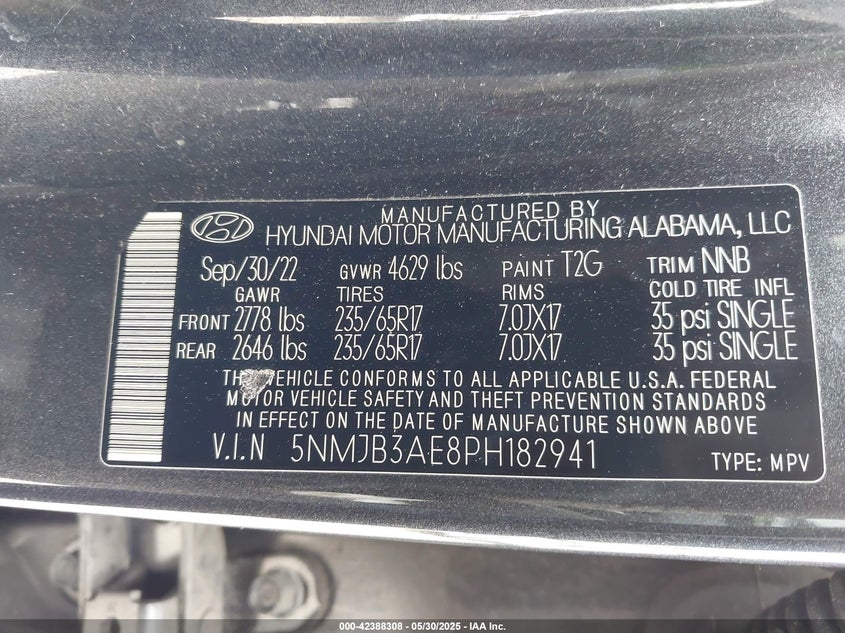 MANUFACTURED BY
HYUNDAI MOTOR MANUFACTURING ALABAMA, LLC
Sep/30/22 GVWR 4629 lbs PAINT T2G TRIM NNB
GAWR TIRES RIMS COLD TIRE INFL
FRONT 2778 lbs 235/65R17 7.0JX17 35 psi SINGLE
REAR 2646 lbs 235/65R17 7.0JX17 35 psi SINGLE
VEHICLE CONFORMS TO ALL APPLICABLE U.S.A. FEDERAL
MOTOR VEHICLE SAFETY AND THEFT PREVENTION STANDARDS
IN EFFECT ON THE DATE OF MANUFACTURE SHOWN ABOVE
V.I.N 5NMJB3AE8PH182941 TYPE: MPV
000-42388308 - 05/30/2025 - IAA Inc.